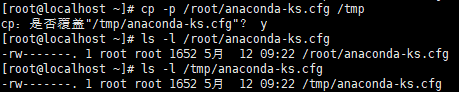 [root@localhost ~]# cp -p /root/anaconda-ks.cfg /tmp
cp：是否覆盖"/tmp/anaconda-ks.cfg"？ y
[root@localhost ~]# ls -l /root/anaconda-ks.cfg
-rw-------. 1 root root 1652 5月  12 09:22 /root/anaconda-ks.cfg
[root@localhost ~]# ls -l /tmp/anaconda-ks.cfg
-rw-------. 1 root root 1652 5月  12 09:22 /tmp/anaconda-ks.cfg